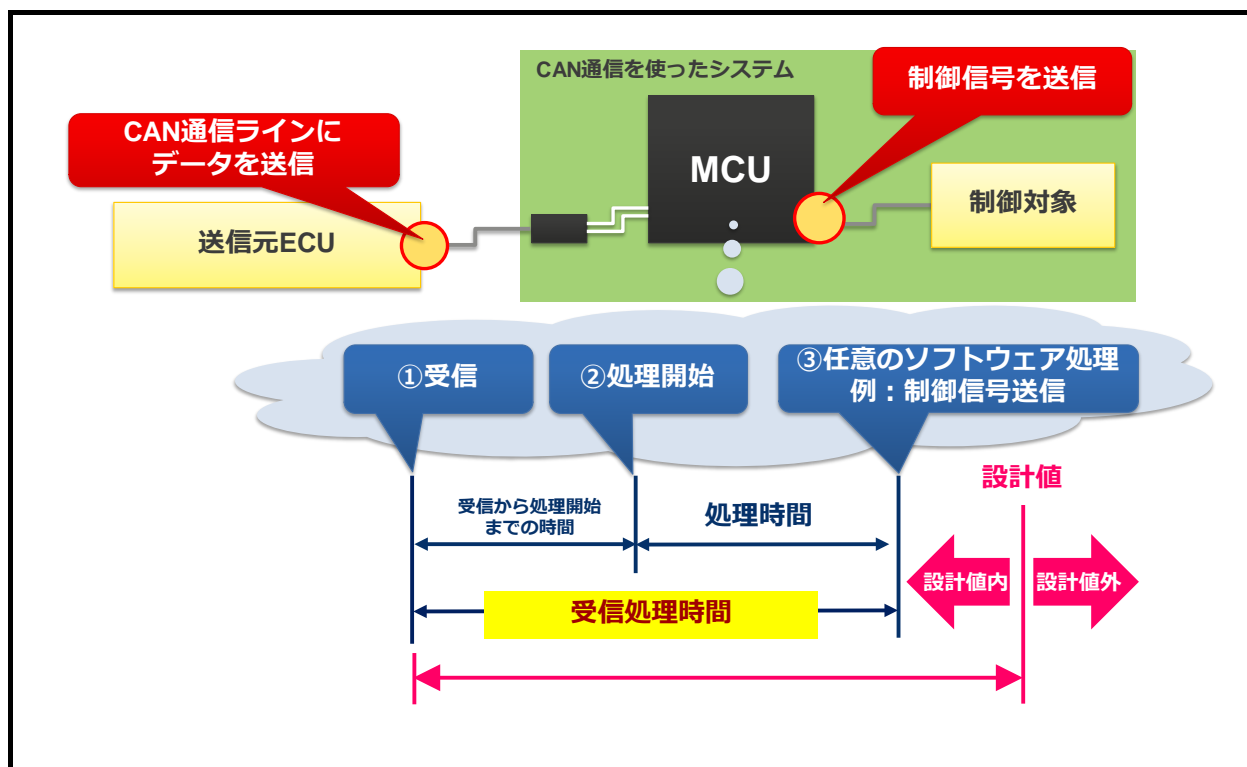 CAN通信を使ったシステム
制御信号を送信
CAN通信ラインに
データを送信
MCU
制御対象
送信元ECU
①受信
②処理開始
③任意のソフトウェア処理
例：制御信号送信
設計値
受信から処理開始
までの時間
処理時間
設計値内
設計値外
受信処理時間